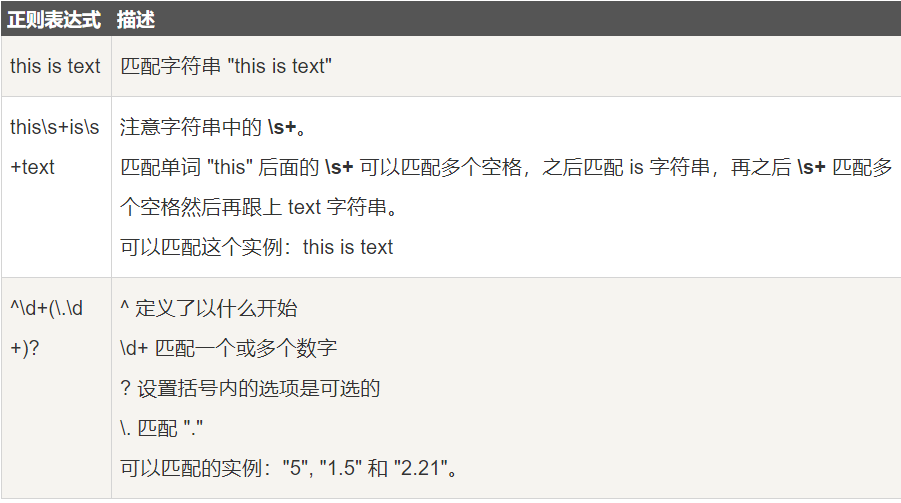 正则表达式 描述
this is text 匹配字符串 "this is text"
this\s+is\s 注意字符串中的 \s+。
+text 匹配单词 "this" 后面的 \s+ 可以匹配多个空格，之后匹配 is 字符串，再之后 \s+ 匹配多
个空格然后再跟上 text 字符串。
可以匹配这个实例：this is text
^\d+(\.\d ^ 定义了以什么开始
+)? \d+ 匹配一个或多个数字
? 设置括号内的选项是可选的
\. 匹配 "."
可以匹配的实例："5", "1.5" 和 "2.21"。